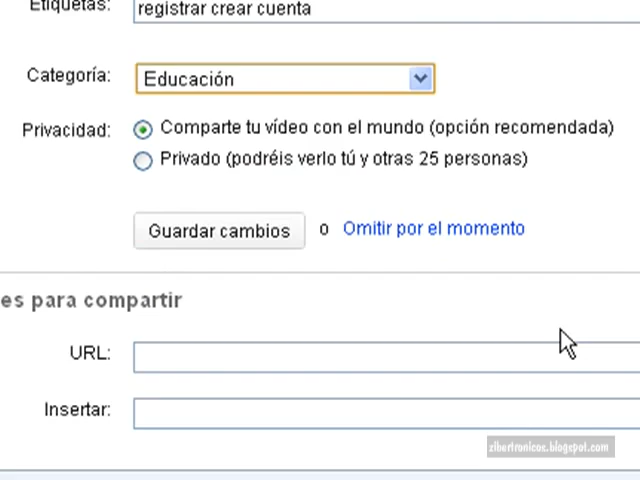 Etiquetas: registrar crear cuenta
Categoría: Educación
Privacidad: Comparte tu vídeo con el mundo (opción recomendada)
Privado (podréis verlo tú y otras 25 personas)
Guardar cambios o Omitir por el momento
es para compartir
URL:
Insertar:
zibertronicos.blogspot.com